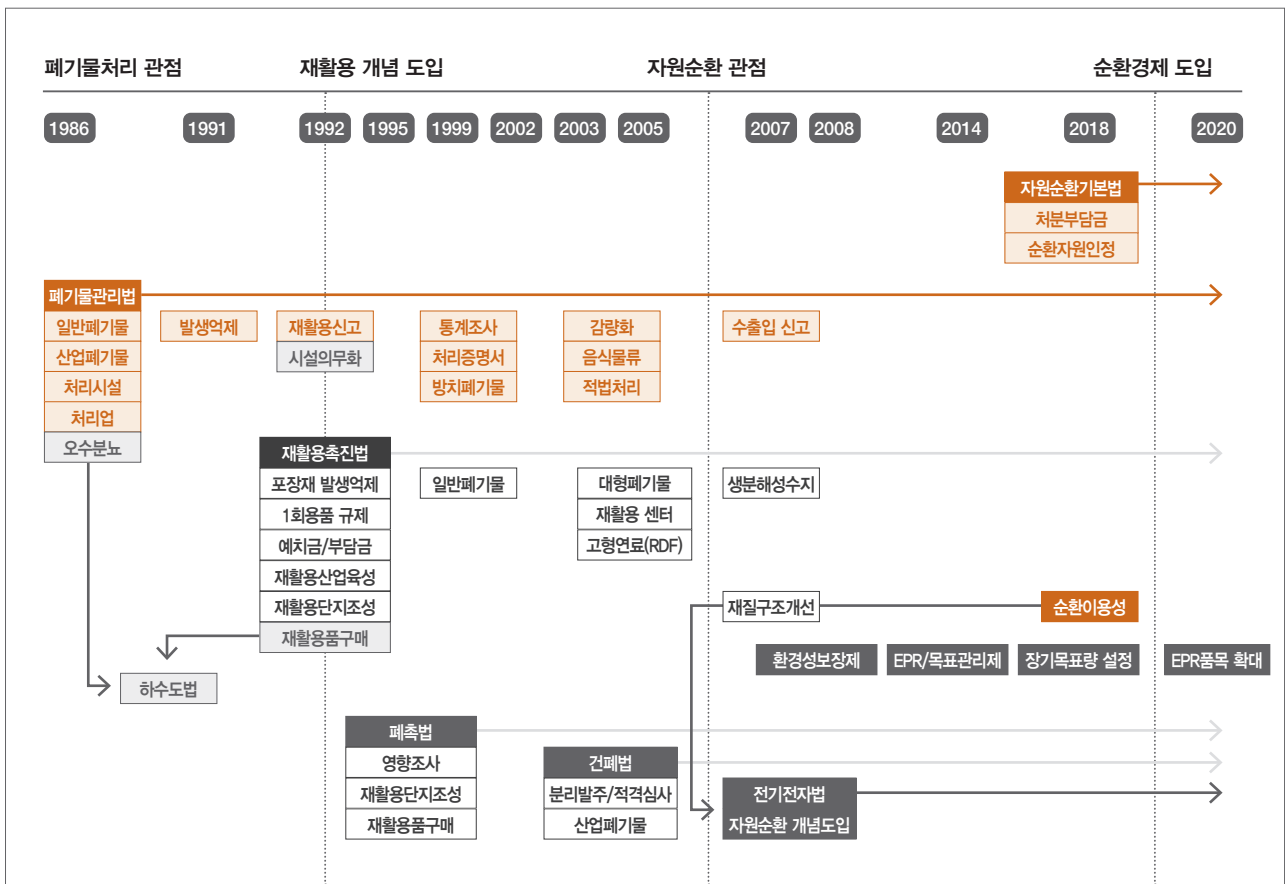 폐기물처리 관점 재활용 개념 도입 자원순환 관점 순환경제 도입
1986 1991 1992 1995 1999 2002 2003 2005 2007 2008 2014 2018 2020
자원순환기본법
처분부담금
순환자원인정
폐기물관리법
일반폐기물 발생억제 재활용신고 통계조사 감량화 수출입 신고
산업폐기물 시설의무화 처리증명서 음식물류
처리시설 방치폐기물 적법처리
처리업
오수분뇨
재활용촉진법
포장재 발생억제 일반폐기물 대형폐기물 생분해성수지
1회용품 규제 재활용 센터
예치금/부담금 고형연료(RDF)
재활용산업육성
재활용단지조성 재질구조개선 순환이용성
재활용품구매
환경성보장제 EPR/목표관리제 장기목표량 설정 EPR품목 확대
하수도법
폐촉법
영향조사 건폐법
재활용단지조성 분리발주/적격심사 전기전자법
재활용품구매 산업폐기물 자원순환 개념도입